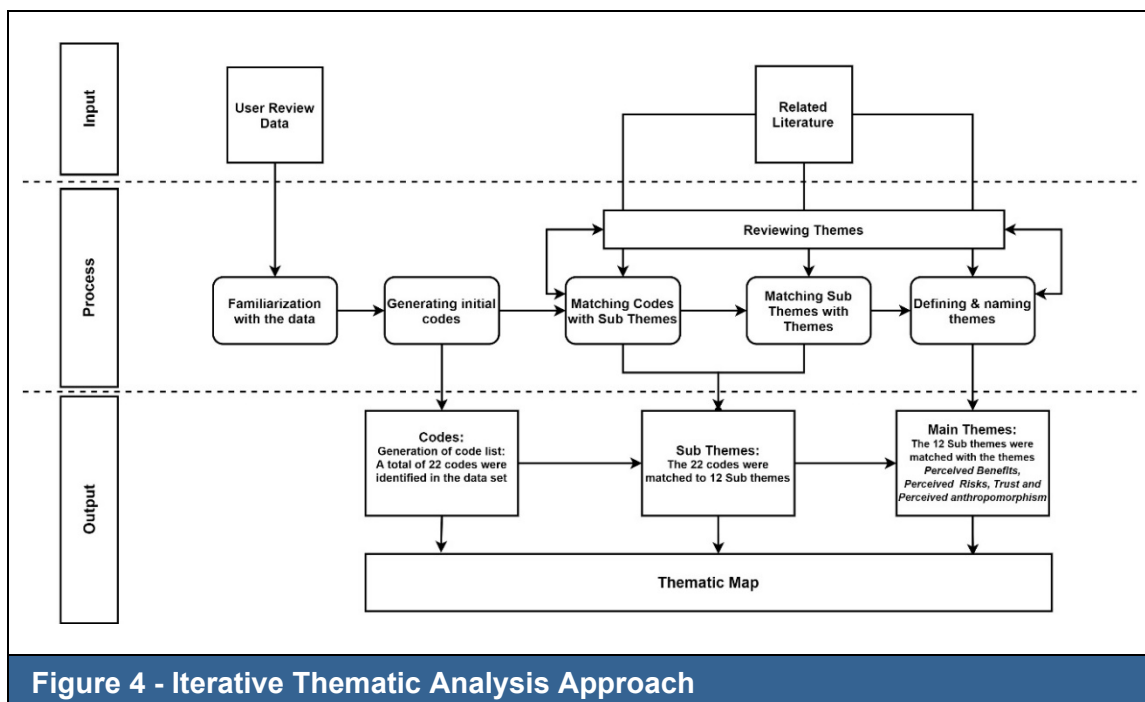 Input
User Review
Data
Related
Literature
Process
Reviewing Themes
Familiarization
with the data
Generating initial
codes
Matching Codes
with Sub Themes
Matching Sub
Themes with
Themes
Defining & naming
themes
Output
Codes:
Generation of code list:
A total of 22 codes were
identified in the data set
Sub Themes:
The 22 codes were
matched to 12 Sub themes
Main Themes:
The 12 Sub themes were
matched with the themes
Perceived Benefits,
Perceived Risks, Trust and
Perceived anthropomorphism
Thematic Map
Figure 4 - Iterative Thematic Analysis Approach